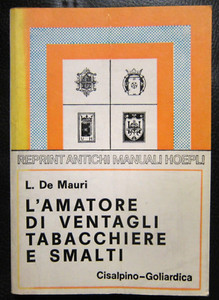 REPRINT ANTICHI MANUALI HOEPLI
L. De Mauri
L'AMATORE
DI VENTAGLI
TABACCHIERE
E SMALTI
Cisalpino-Goliardica